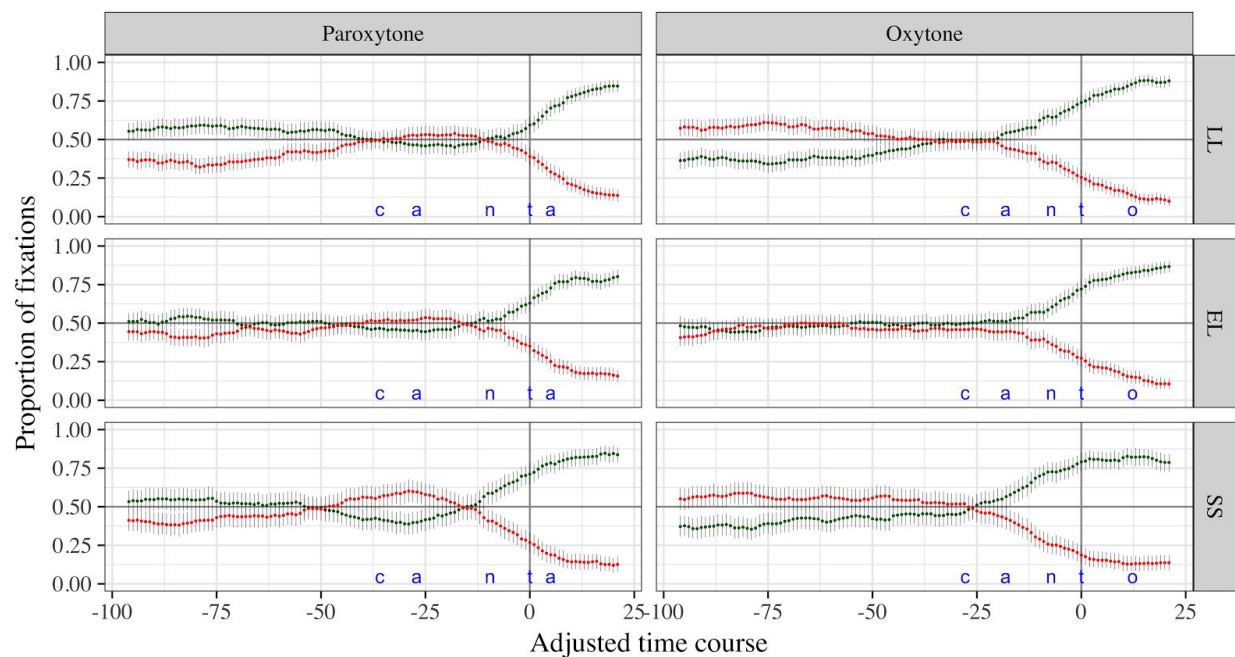 Paroxytone Oxytone
1.00
0.75
0.50
0.25
0.00
c a n t a c a n t o
LL
1.00
0.75
0.50
0.25
0.00
c a n t a c a n t o
EL
1.00
0.75
0.50
0.25
0.00
c a n t a c a n t o
SS
-100 -75 -50 -25 0 25 -100 -75 -50 -25 0 25
Adjusted time course
Proportion of fixations